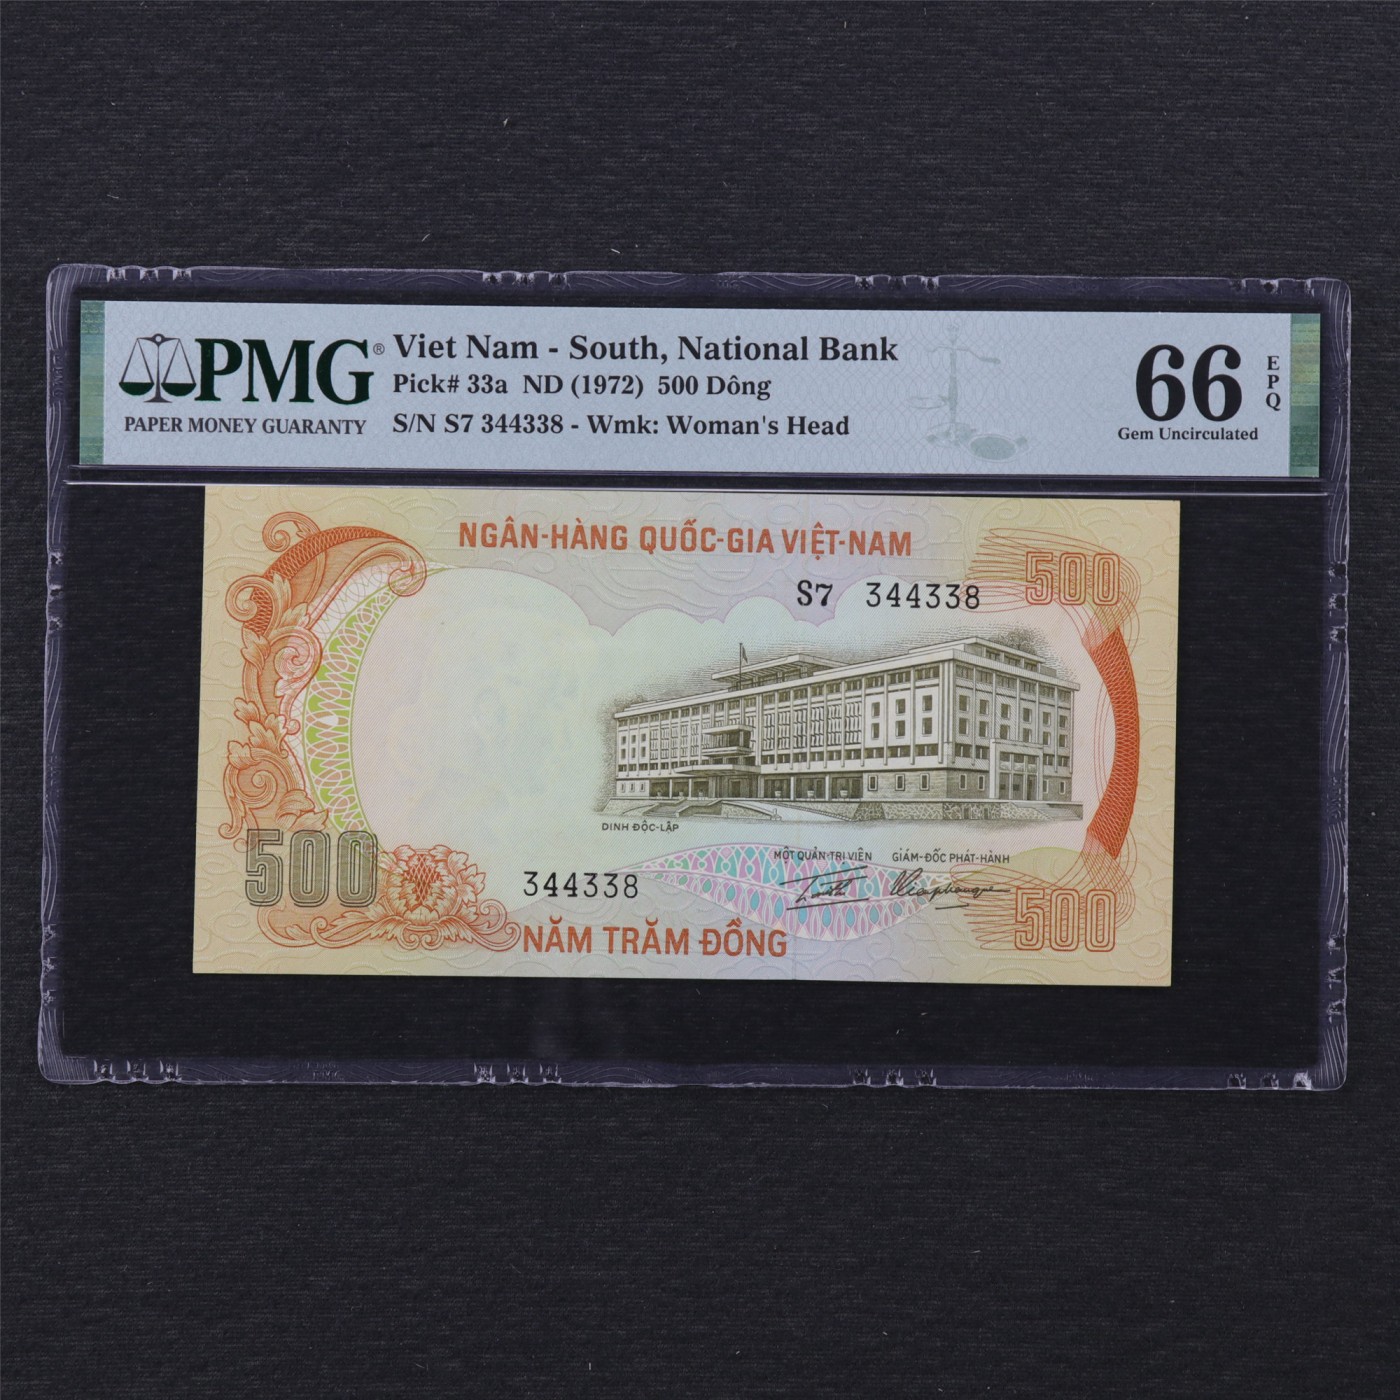 PMG®
PAPER MONEY GUARANTY
Viet Nam - South, National Bank
Pick# 33a ND (1972) 500 Dông
S/N S7 344338 - Wmk: Woman's Head
66
EPQ
Gem Uncirculated
NGÂN-HÀNG QUỐC-GIA VIỆT-NAM
500
S7 344338
DINH ĐỘC-LẬP
MỘT QUẢN-TRỊ VIÊN GIÁM-ĐỐC PHÁT-HÀNH
500
344338
500
NĂM TRĂM ĐỒNG